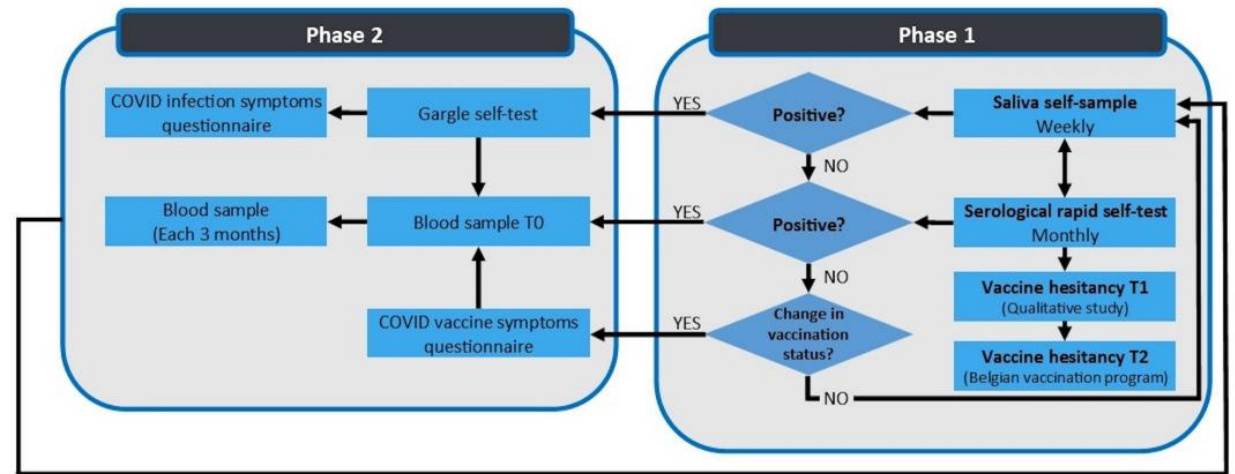 Phase 2
Phase 1
COVID infection symptoms
questionnaire
Gargle self-test
YES
Positive?
Saliva self-sample
Weekly
NO
Blood sample
(Each 3 months)
Blood sample T0
YES
Positive?
Serological rapid self-test
Monthly
NO
COVID vaccine symptoms
questionnaire
YES
Change in
vaccination
status?
Vaccine hesitancy T1
(Qualitative study)
Vaccine hesitancy T2
(Belgian vaccination program)
NO